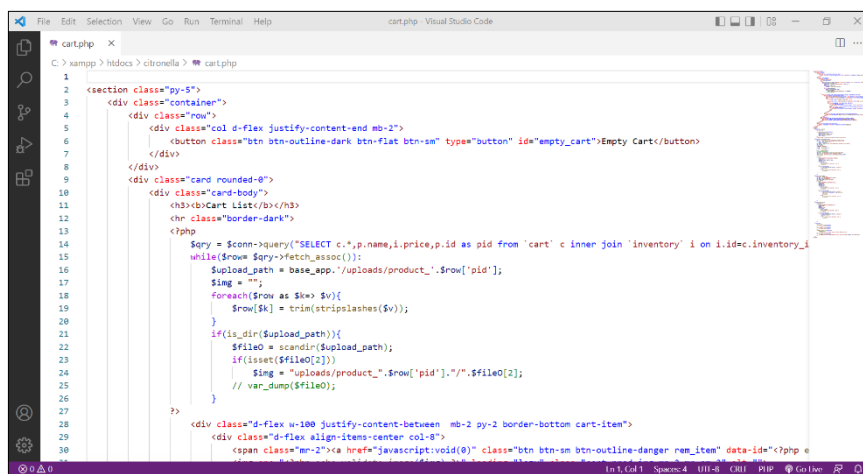 File Edit Selection View Go Run Terminal Help
cart.php - Visual Studio Code
cart.php
C: > xampp > htdocs > citronella > cart.php
1
2 <section class="py-5">
3 <div class="container">
4 <div class="row">
5 <div class="col d-flex justify-content-end mb-2">
6 <button class="btn btn-outline-dark btn-flat btn-sm" type="button" id="empty_cart">Empty Cart</button>
7 </div>
8 </div>
9 <div class="card rounded-0">
10 <div class="card-body">
11 <h3><b>Cart List</b></h3>
12 <hr class="border-dark">
13 <?php
14 $qry = $conn->query("SELECT c.*,p.name,i.price,p.id as pid from `cart` c inner join `inventory` i on i.id=c.inventory_i
15 while($row= $qry->fetch_assoc()):
16 $upload_path = base_app.'/uploads/product_'.$row['pid'];
17 $img = "";
18 foreach($row as $k=> $v){
19 $row[$k] = trim(stripslashes($v));
20 }
21 if(is_dir($upload_path)){
22 $fileO = scandir($upload_path);
23 if(isset($fileO[2]))
24 $img = "uploads/product_".$row['pid']."/".$fileO[2];
25 // var_dump($fileO);
26 }
27 ?>
28 <div class="d-flex w-100 justify-content-between mb-2 py-2 border-bottom cart-item">
29 <div class="d-flex align-items-center col-8">
30 <span class="mr-2"><a href="javascript:void(0)" class="btn btn-sm btn-outline-danger rem_item" data-id="<?php e
0 0
Ln 1, Col 1 Spaces: 4 UTF-8 CRLF PHP Go Live